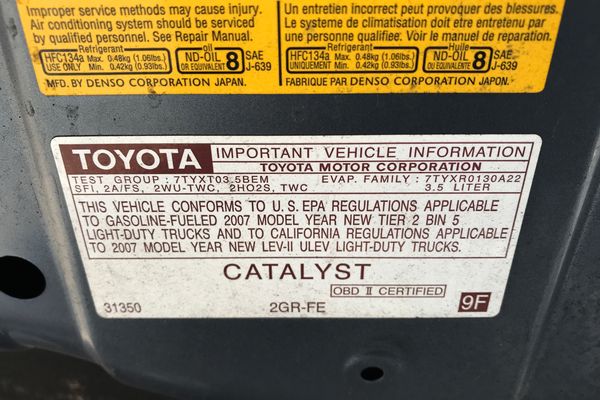 Improper service methods may cause injury.
Air conditioning system should be serviced
by qualified personnel. See Repair Manual.
Refrigerant oil
HFC134a Max. 0.48kg (1.06lbs.) ND-OIL 8 SAE
USE ONLY Min. 0.42kg (0.93lbs.) OR EQUIVALENT J-639
MFD. BY DENSO CORPORATION JAPAN.
Un entretien incorrect peut provoquer des blessures.
Le systeme de climatisation doit être entretenu par
une personne qualifiee. Voir le manuel de reparation.
Refrigerant Huile
HFC134a Max. 0.48kg (1.06lbs.) ND-OIL 8 SAE
UNIQUEMENT Min. 0.42kg (0.93lbs.) OU EQUIVALENTE J-639
FABRIQUE PAR DENSO CORPORATION JAPAN.
TOYOTA IMPORTANT VEHICLE INFORMATION
TOYOTA MOTOR CORPORATION
TEST GROUP : 7TYXT03.5BEM EVAP. FAMILY : 7TYXR0130A22
SFI, 2A/FS, 2WU-TWC, 2HO2S, TWC 3.5 LITER
THIS VEHICLE CONFORMS TO U.S. EPA REGULATIONS APPLICABLE
TO GASOLINE-FUELED 2007 MODEL YEAR NEW TIER 2 BIN 5
LIGHT-DUTY TRUCKS AND TO CALIFORNIA REGULATIONS APPLICABLE
TO 2007 MODEL YEAR NEW LEV-II ULEV LIGHT-DUTY TRUCKS.
CATALYST
OBD II CERTIFIED
31350 2GR-FE 9F